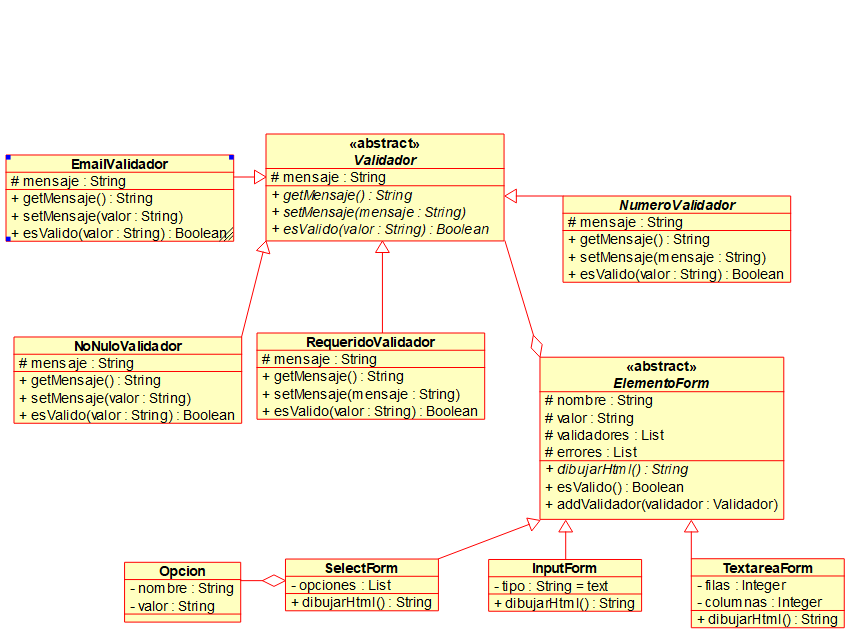 EmailValidador
# mensaje : String
+ getMensaje() : String
+ setMensaje(valor : String)
+ esValido(valor : String) : Boolean
«abstract»
Validador
# mensaje : String
+ getMensaje() : String
+ setMensaje(mensaje : String)
+ esValido(valor : String) : Boolean
NumeroValidador
# mensaje : String
+ getMensaje() : String
+ setMensaje(mensaje : String)
+ esValido(valor : String) : Boolean
NoNuloValidador
# mensaje : String
+ getMensaje() : String
+ setMensaje(valor : String)
+ esValido(valor : String) : Boolean
RequeridoValidador
# mensaje : String
+ getMensaje() : String
+ setMensaje(mensaje : String)
+ esValido(valor : String) : Boolean
«abstract»
ElementoForm
# nombre : String
# valor : String
# validadores : List
# errores : List
+ dibujarHtml() : String
+ esValido() : Boolean
+ addValidador(validador : Validador)
Opcion
- nombre : String
- valor : String
SelectForm
- opciones : List
+ dibujarHtml() : String
InputForm
- tipo : String = text
+ dibujarHtml() : String
TextareaForm
- filas : Integer
- columnas : Integer
+ dibujarHtml() : String